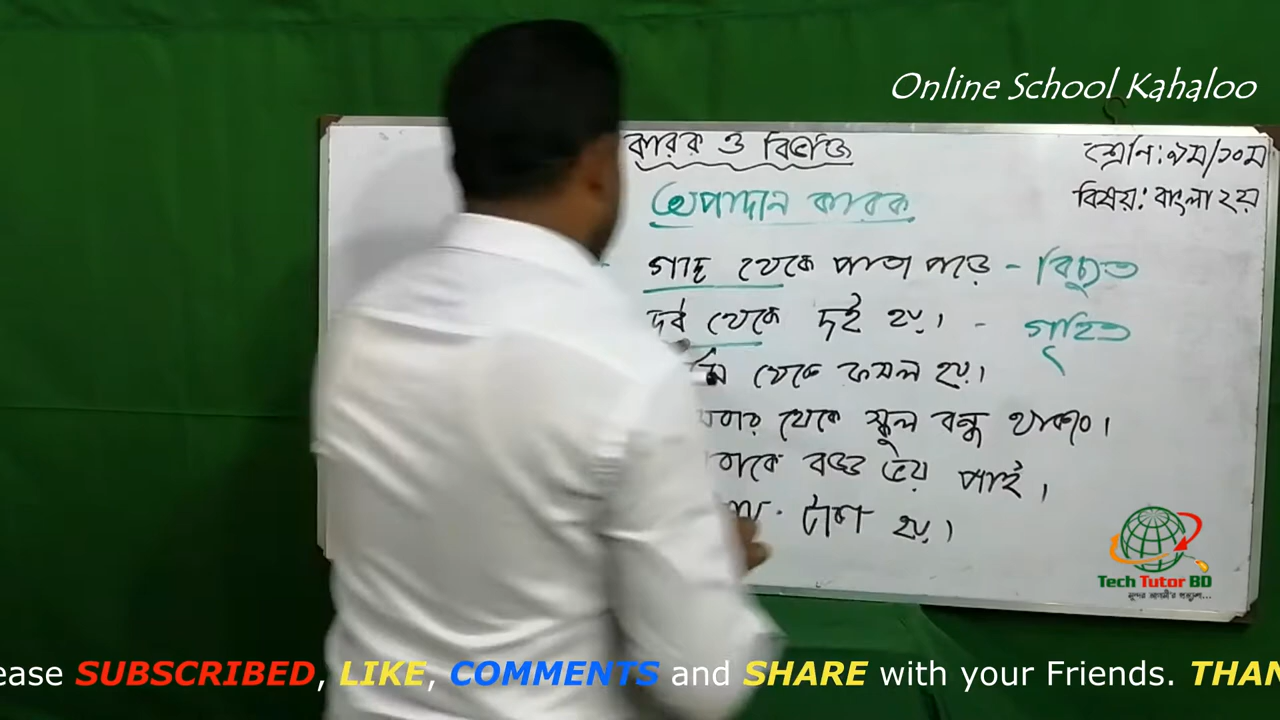 Online School Kahaloo
কারক ও বিভক্তি
শ্রেণি: ৯ম/১০ম
বিষয়: বাংলা ২য়
অপাদান কারক
গাছ থেকে পাতা পড়ে - বিচ্যুত
থেকে দই হয়। - গৃহিত
থেকে ফসল হয়।
থেকে স্কুল বন্ধ থাকবে।
বড্ড ভয় পাই।
টাকা হয়।
Tech Tutor BD
ease SUBSCRIBED, LIKE, COMMENTS and SHARE with your Friends. THAN